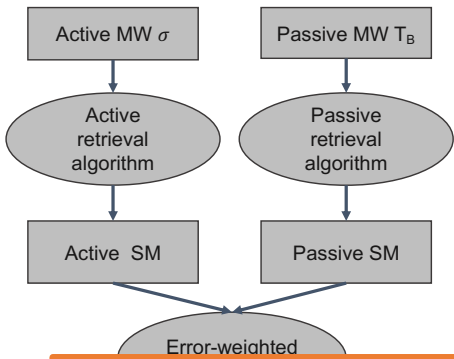 Active MW σ
Passive MW T_B
Active
retrieval
algorithm
Passive
retrieval
algorithm
Active SM
Passive SM
Error-weighted